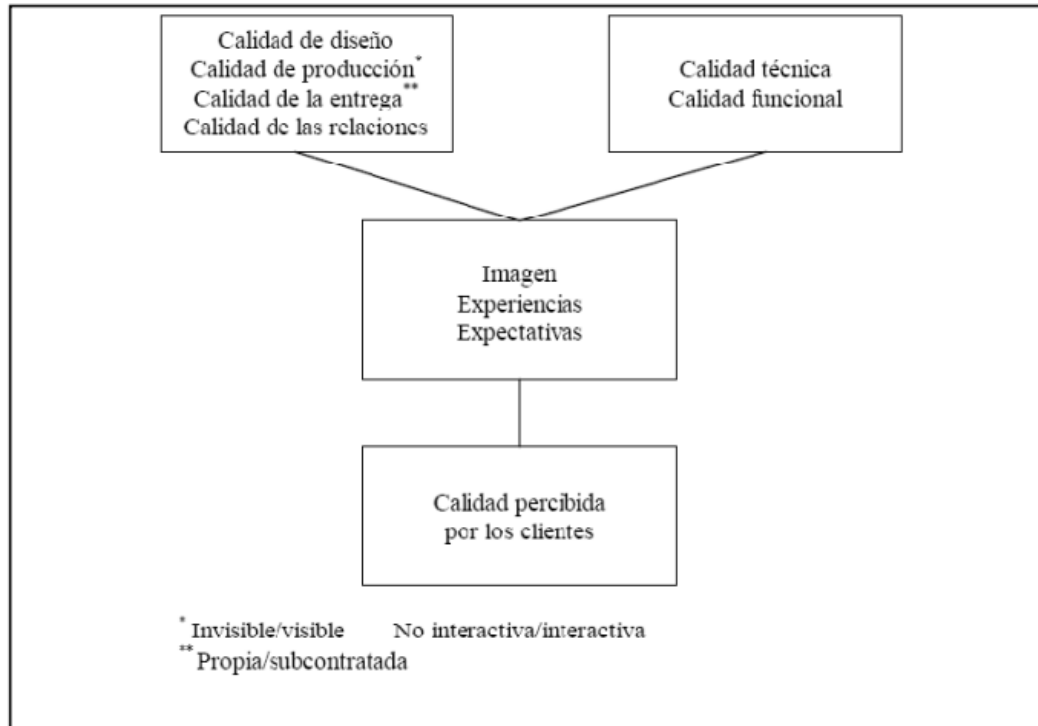 Calidad de diseño
Calidad de producción*
Calidad de la entrega**
Calidad de las relaciones
Calidad técnica
Calidad funcional
Imagen
Experiencias
Expectativas
Calidad percibida
por los clientes
* Invisible/visible No interactiva/interactiva
** Propia/subcontratada